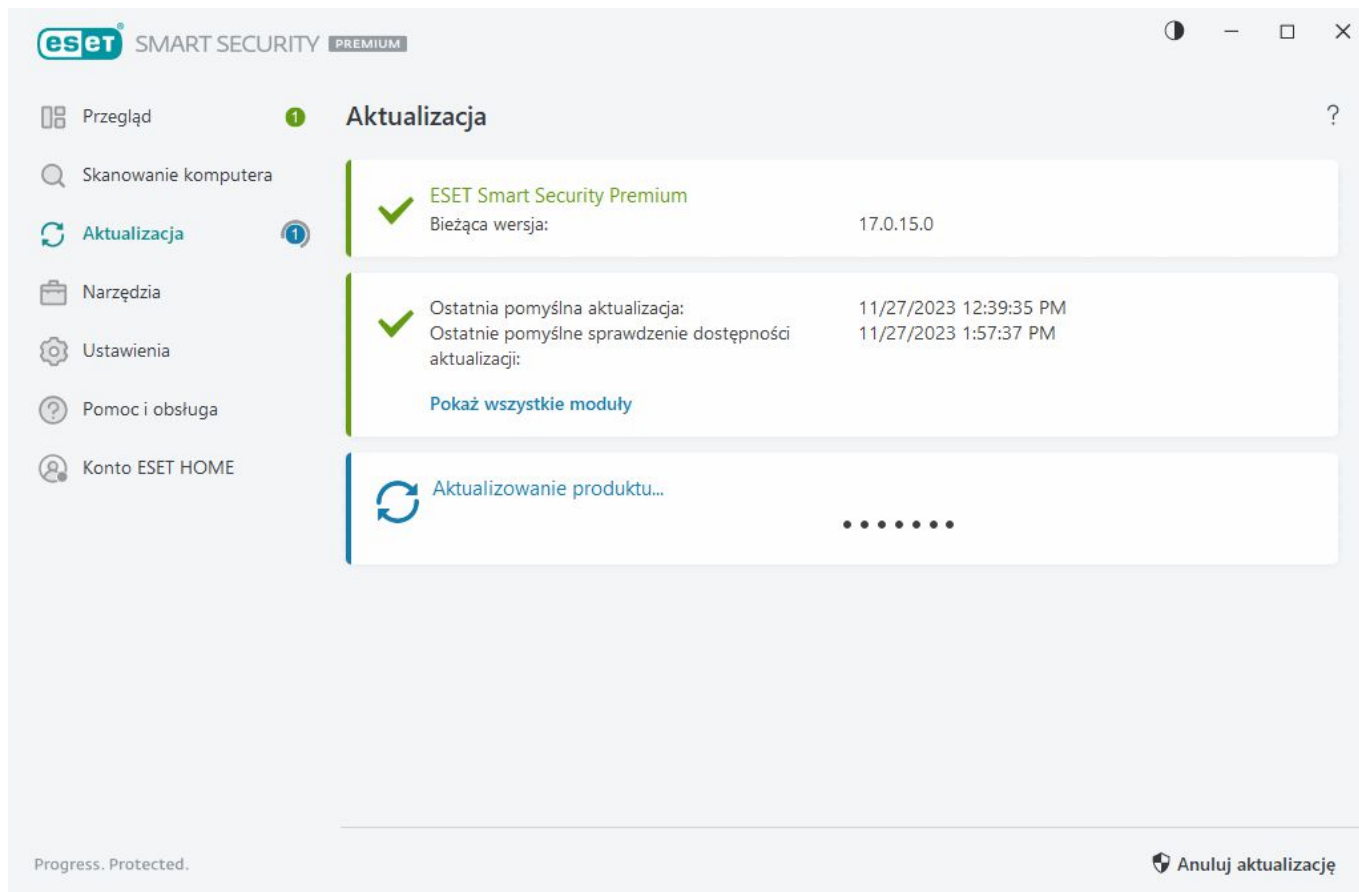 eset® SMART SECURITY PREMIUM
Przegląd 1
Skanowanie komputera
Aktualizacja 1
Narzędzia
Ustawienia
Pomoc i obsługa
Konto ESET HOME
Aktualizacja ?
ESET Smart Security Premium
Bieżąca wersja: 17.0.15.0
Ostatnia pomyślna aktualizacja: 11/27/2023 12:39:35 PM
Ostatnie pomyślne sprawdzenie dostępności 11/27/2023 1:57:37 PM
aktualizacji:
Pokaż wszystkie moduły
Aktualizowanie produktu...
Progress. Protected.
Anuluj aktualizację